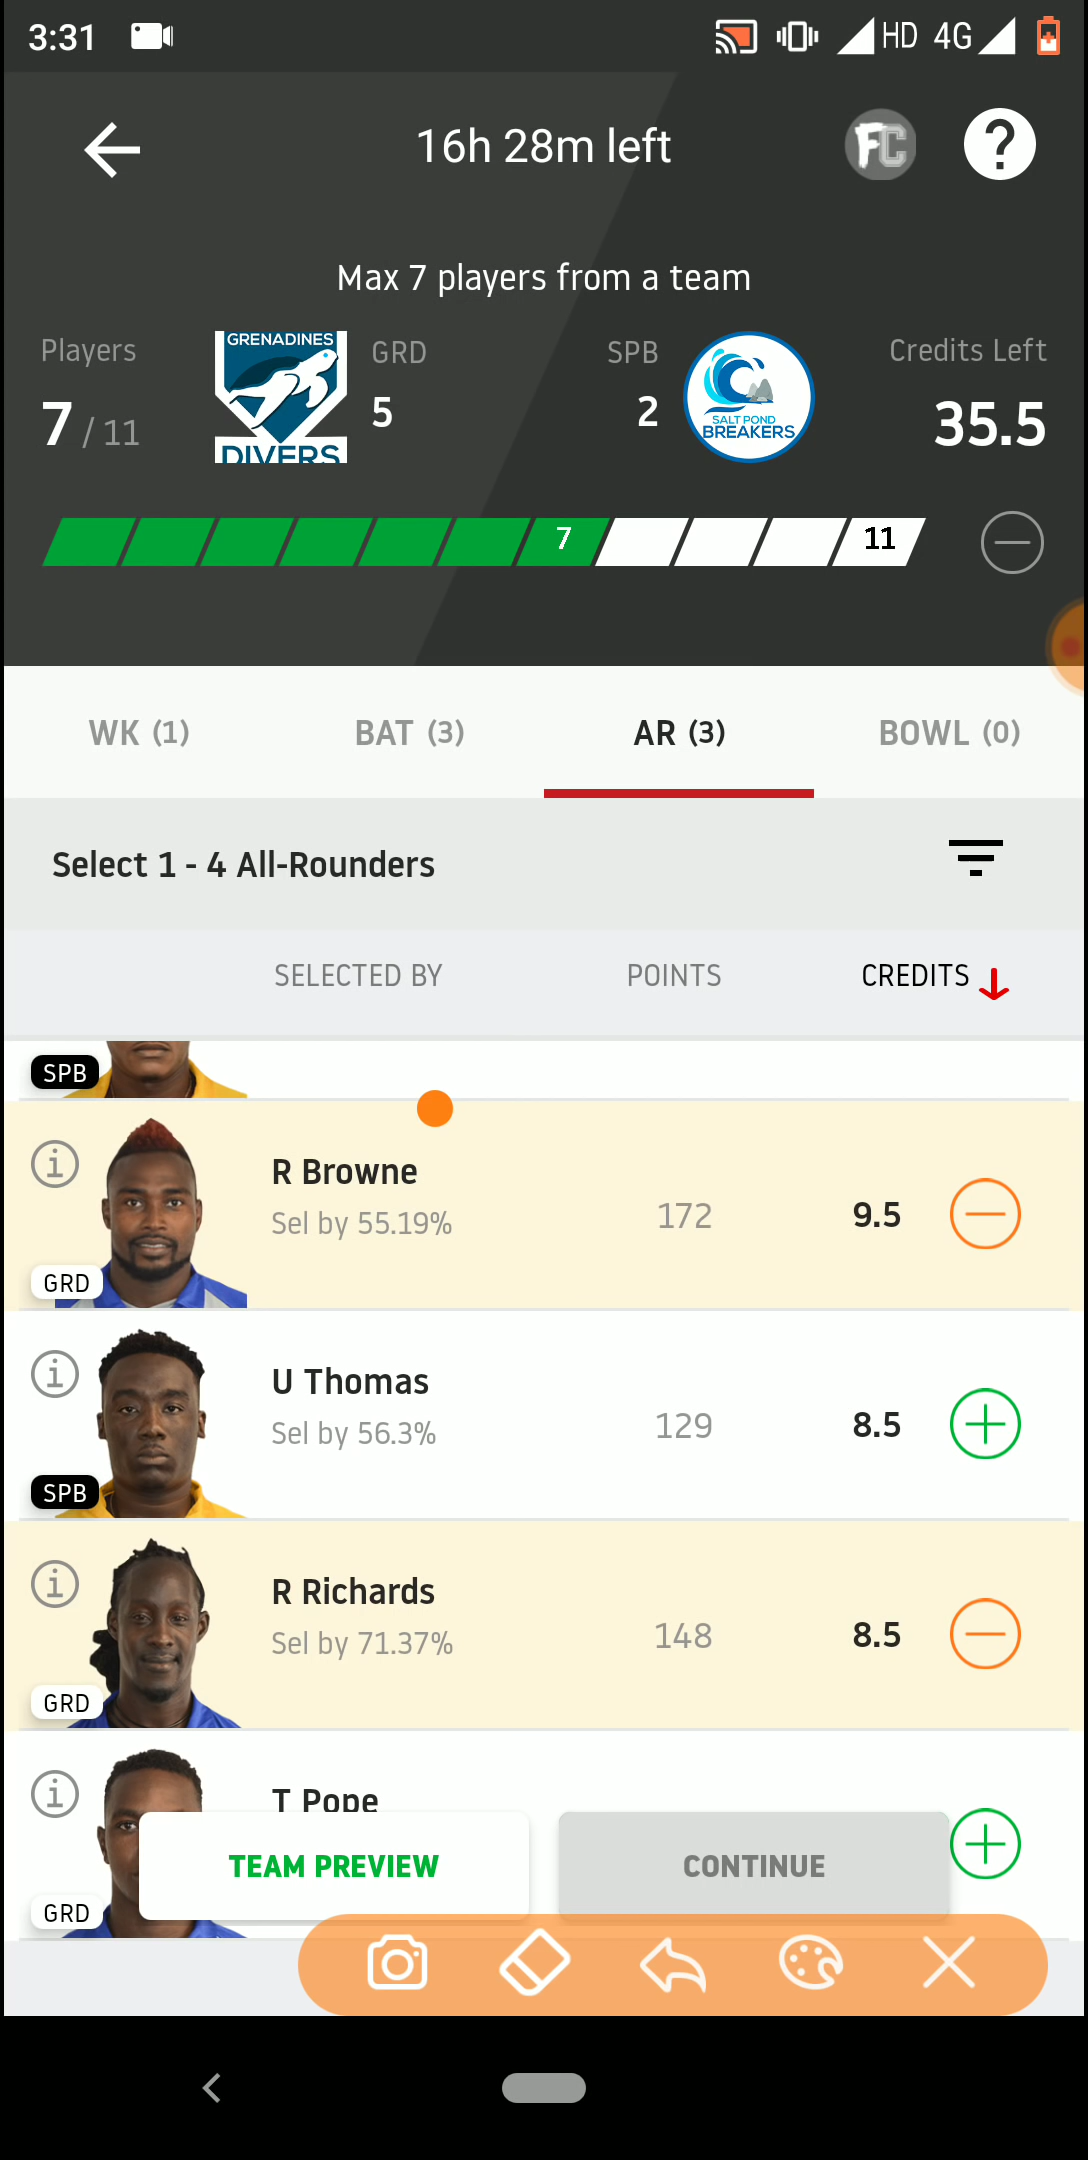 3:31 HD 4G
16h 28m left FC ?
Max 7 players from a team
Players GRD SPB Credits Left
7 / 11 5 2 35.5
GRENADINES
DIVERS
SALT POND
BREAKERS
7 11
WK (1) BAT (3) AR (3) BOWL (0)
Select 1 - 4 All-Rounders
SELECTED BY POINTS CREDITS
SPB
R Browne
Sel by 55.19% 172 9.5
GRD
U Thomas
Sel by 56.3% 129 8.5
SPB
R Richards
Sel by 71.37% 148 8.5
GRD
T Pope
TEAM PREVIEW CONTINUE
GRD